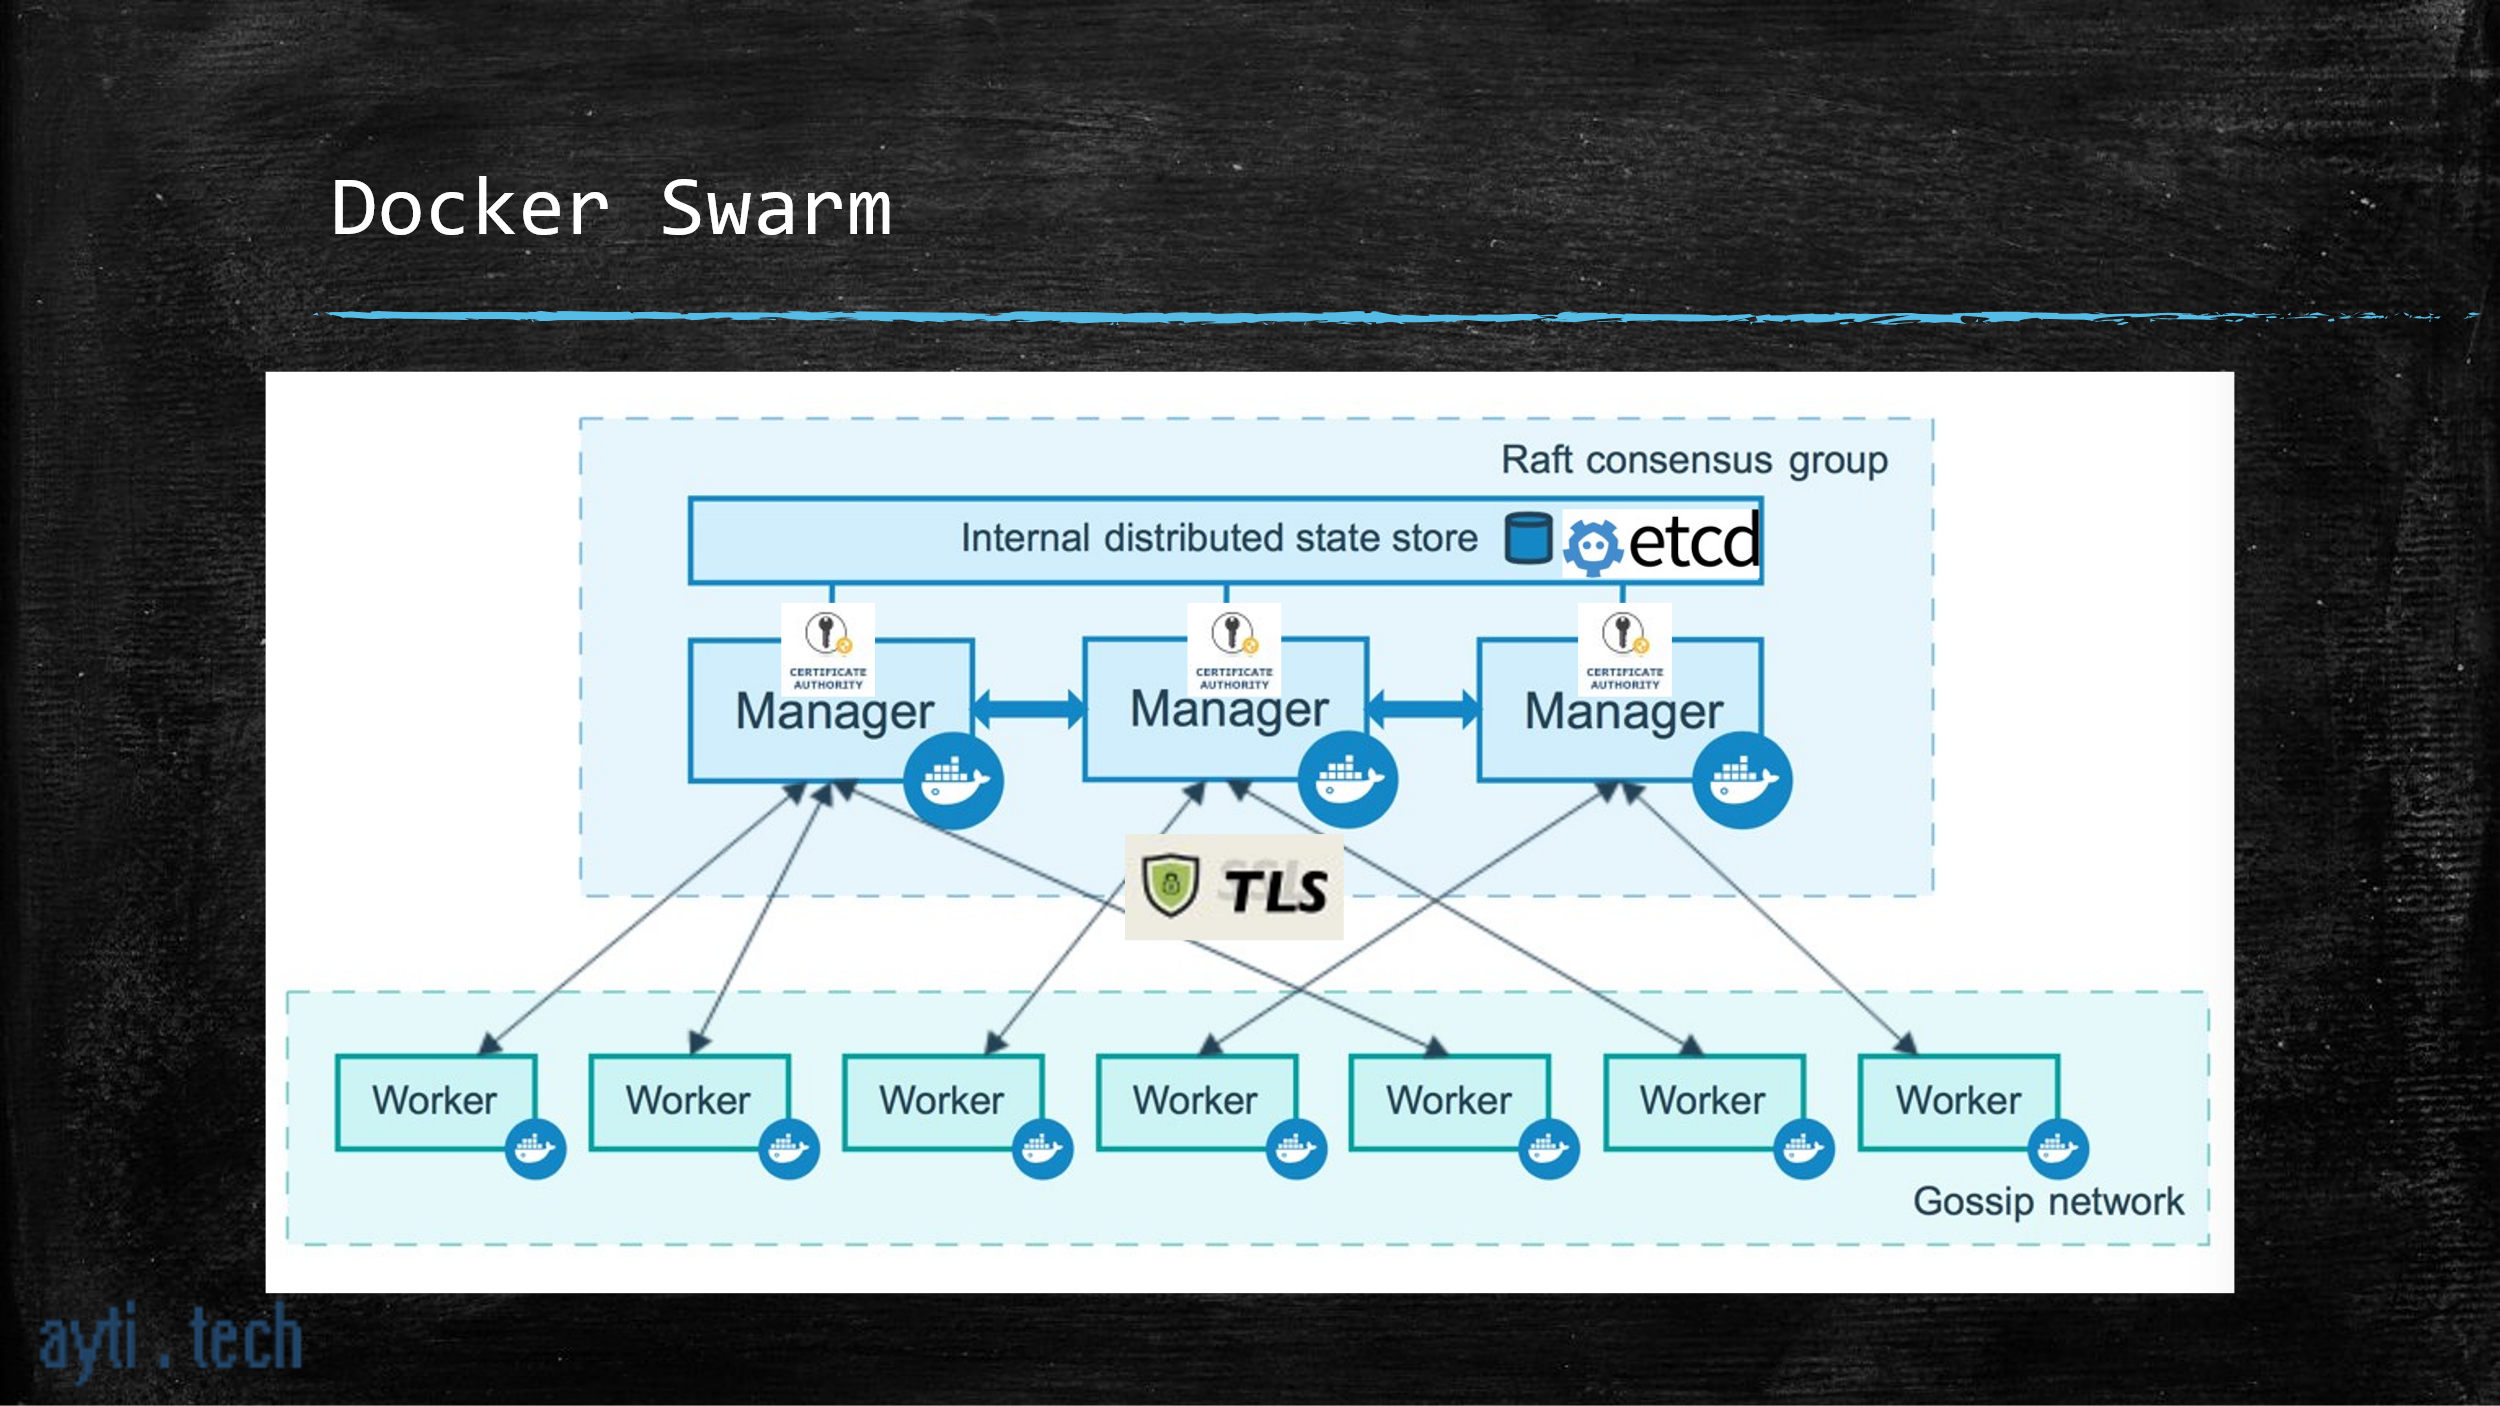 Docker Swarm
Raft consensus group
Internal distributed state store
etcd
CERTIFICATE
AUTHORITY
CERTIFICATE
AUTHORITY
CERTIFICATE
AUTHORITY
Manager
Manager
Manager
SSL
TLS
Worker
Worker
Worker
Worker
Worker
Worker
Worker
Gossip network
ayti.tech